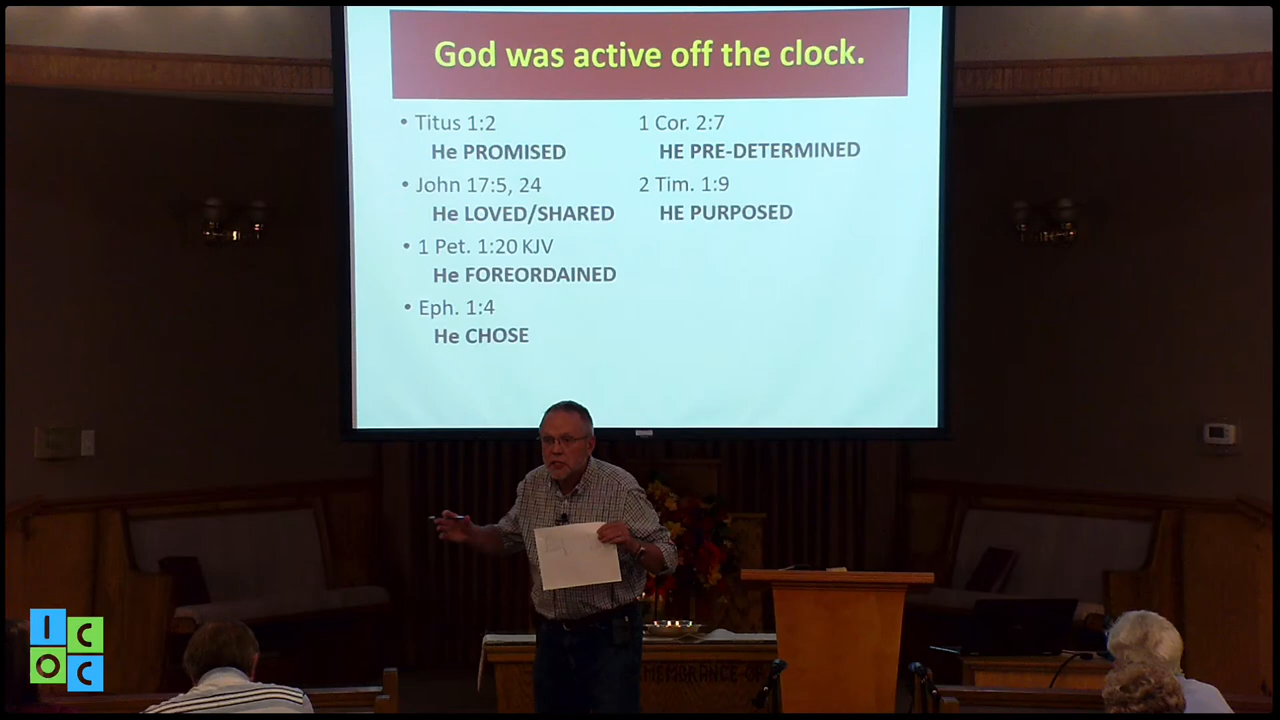 God was active off the clock.
• Titus 1:2
He PROMISED
• John 17:5, 24
He LOVED/SHARED
• 1 Pet. 1:20 KJV
He FOREORDAINED
• Eph. 1:4
He CHOSE
1 Cor. 2:7
HE PRE-DETERMINED
2 Tim. 1:9
HE PURPOSED
MEMBRANCE OF
I C
O C